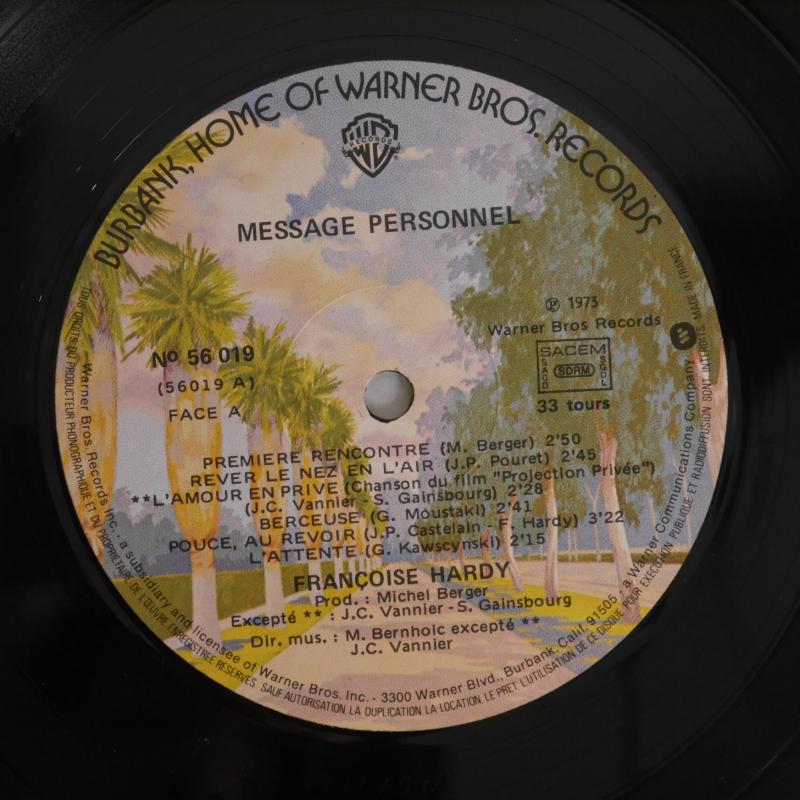 BURBANK, HOME OF WARNER BROS. RECORDS
WB
RECORDS
MESSAGE PERSONNEL
℗ 1973
Warner Bros Records
Nº 56 019
(56019 A)
FACE A
SACEM
SACD
SDRM
SGDL
33 tours
PREMIERE RENCONTRE (M. Berger) 2'50
REVER LE NEZ EN L'AIR (J.P. Pouret) 2'45
**L'AMOUR EN PRIVE (Chanson du film "Projection Privée")
(J.C. Vannier - S. Gainsbourg) 2'28
BERCEUSE (G. Moustaki) 2'41
POUCE, AU REVOIR (J.P. Castelain - F. Hardy) 3'22
L'ATTENTE (G. Kawscynski) 2'15
FRANÇOISE HARDY
Prod. : Michel Berger
Excepté ** : J.C. Vannier - S. Gainsbourg
Dir. mus. : M. Bernholc excepté **
J.C. Vannier
Warner Bros. Records Inc. · a subsidiary and licensee of Warner Bros. Inc. · 3300 Warner Blvd., Burbank, Calif. 91505 · a Warner Communications Company
TOUS DROITS DU PRODUCTEUR PHONOGRAPHIQUE ET DU PROPRIETAIRE DE L'ŒUVRE ENREGISTREE RESERVES SAUF AUTORISATION LA DUPLICATION, LA LOCATION, LE PRET, L'UTILISATION DE CE DISQUE POUR EXECUTION PUBLIQUE ET RADIODIFFUSION SONT INTERDITS. MADE IN FRANCE